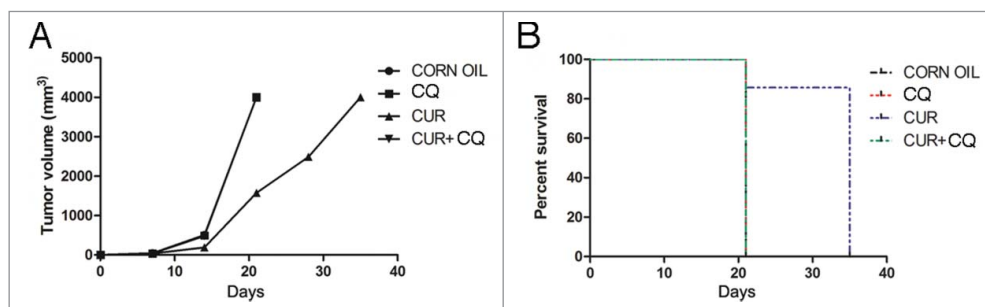 A
Tumor volume (mm³)
5000
4000
3000
2000
1000
0
0 10 20 30 40
Days
CORN OIL
CQ
CUR
CUR+CQ
B
Percent survival
100
80
60
40
20
0
0 10 20 30 40
Days
CORN OIL
CQ
CUR
CUR+CQ